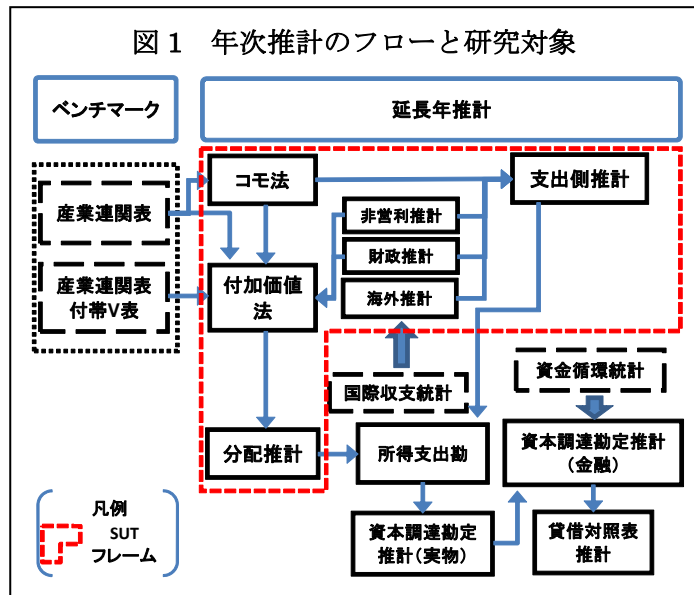 図1 年次推計のフローと研究対象
ベンチマーク
延長年推計
コモ法
支出側推計
産業連関表
非営利推計
財政推計
海外推計
産業連関表
付帯V表
付加価値
法
国際収支統計
資金循環統計
分配推計
所得支出勘
資本調達勘定推計
(金融)
資本調達勘定
推計(実物)
貸借対照表
推計
凡例
SUT
フレーム